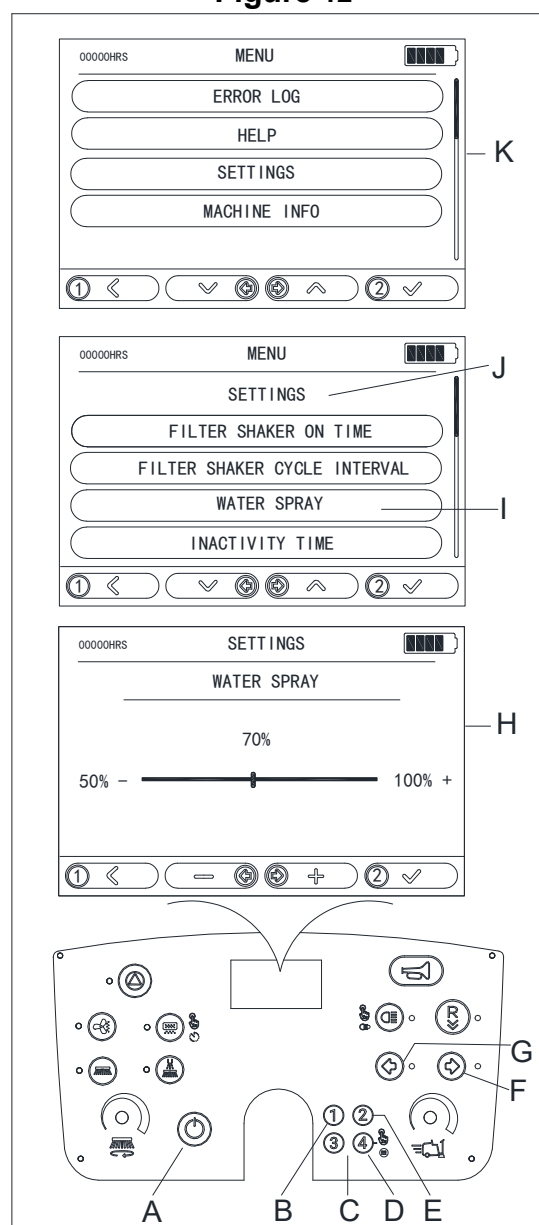 Figure 12
00000HRS MENU
ERROR LOG
HELP
SETTINGS
MACHINE INFO
K
1 2
00000HRS MENU
J
SETTINGS
FILTER SHAKER ON TIME
FILTER SHAKER CYCLE INTERVAL
WATER SPRAY
I
INACTIVITY TIME
1 2
00000HRS SETTINGS
WATER SPRAY
H
70%
50% - 100% +
1 - + 2
R
G
F
1 2
3 4
A B C D E